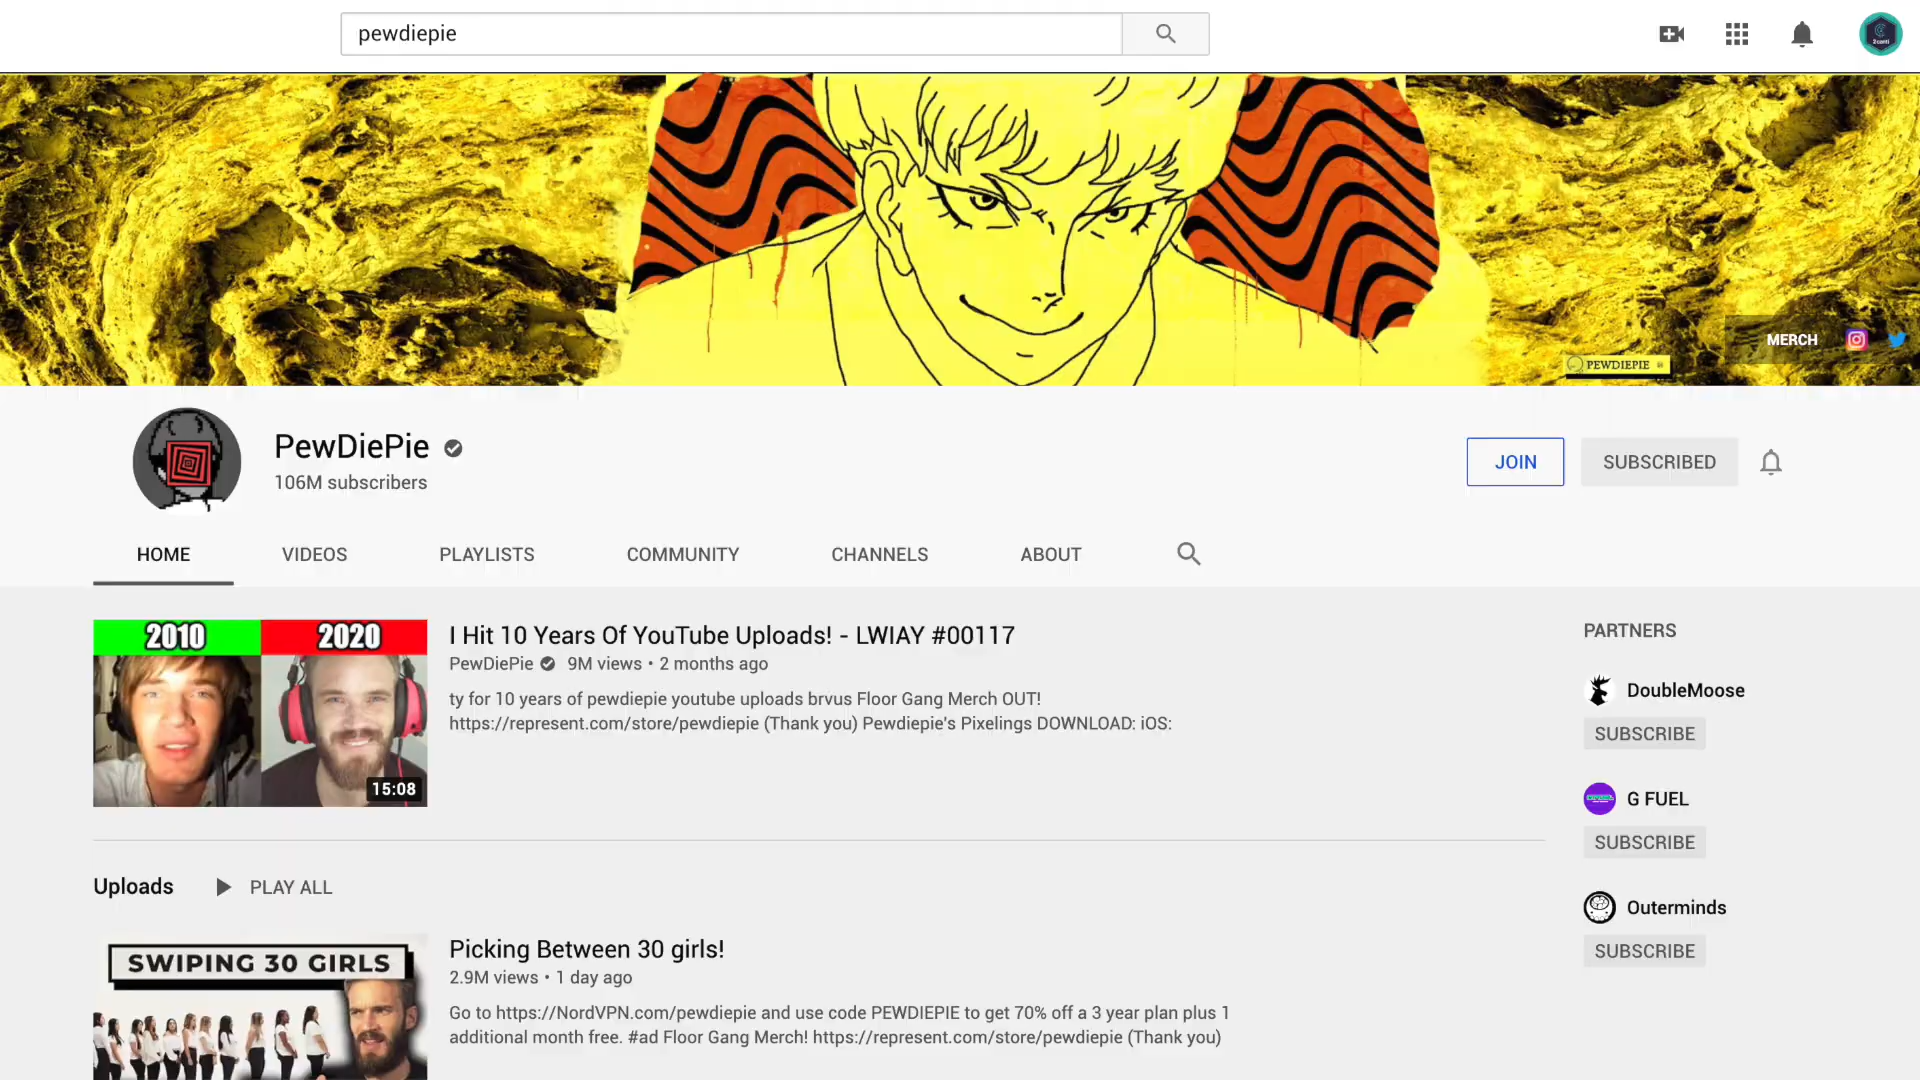 pewdiepie
MERCH
PEWDIEPIE
PewDiePie
106M subscribers
JOIN
SUBSCRIBED
HOME
VIDEOS
PLAYLISTS
COMMUNITY
CHANNELS
ABOUT
2010
2020
15:08
I Hit 10 Years Of YouTube Uploads! - LWIAY #00117
PewDiePie 9M views • 2 months ago
ty for 10 years of pewdiepie youtube uploads brvus Floor Gang Merch OUT!
https://represent.com/store/pewdiepie (Thank you) Pewdiepie's Pixelings DOWNLOAD: iOS:
PARTNERS
DoubleMoose
SUBSCRIBE
G FUEL
SUBSCRIBE
Outerminds
SUBSCRIBE
Uploads
PLAY ALL
SWIPING 30 GIRLS
Picking Between 30 girls!
2.9M views • 1 day ago
Go to https://NordVPN.com/pewdiepie and use code PEWDIEPIE to get 70% off a 3 year plan plus 1
additional month free. #ad Floor Gang Merch! https://represent.com/store/pewdiepie (Thank you)